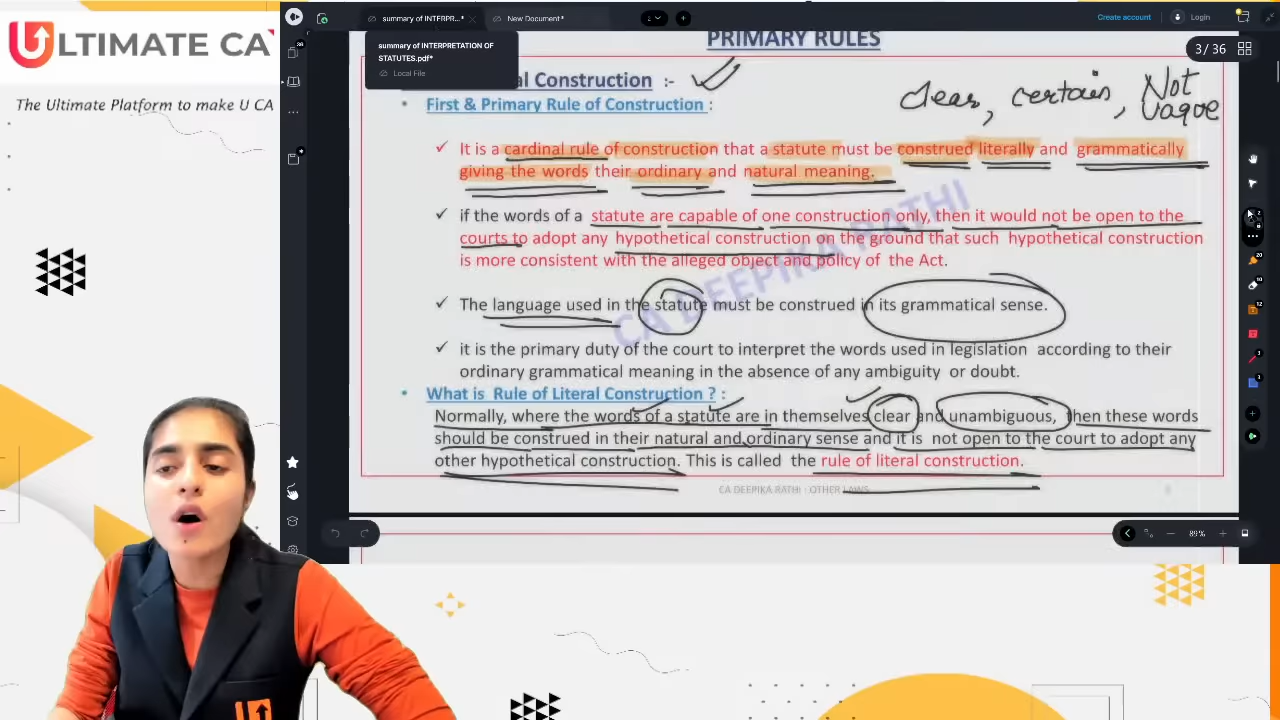 ULTIMATE CA
The Ultimate Platform to make U CA
summary of INTERPR...*
New Document*
Create account
Login
summary of INTERPRETATION OF
STATUTES.pdf*
Local File
3 / 36
PRIMARY RULES
al Construction :-
clear, certain, Not Vague
First & Primary Rule of Construction :
It is a cardinal rule of construction that a statute must be construed literally and grammatically
giving the words their ordinary and natural meaning.
if the words of a statute are capable of one construction only, then it would not be open to the
courts to adopt any hypothetical construction on the ground that such hypothetical construction
is more consistent with the alleged object and policy of the Act.
The language used in the statute must be construed in its grammatical sense.
it is the primary duty of the court to interpret the words used in legislation according to their
ordinary grammatical meaning in the absence of any ambiguity or doubt.
What is Rule of Literal Construction ? :
Normally, where the words of a statute are in themselves clear and unambiguous, then these words
should be construed in their natural and ordinary sense and it is not open to the court to adopt any
other hypothetical construction. This is called the rule of literal construction.
CA DEEPIKA RATHI
CA DEEPIKA RATHI : OTHER LAWS
89%